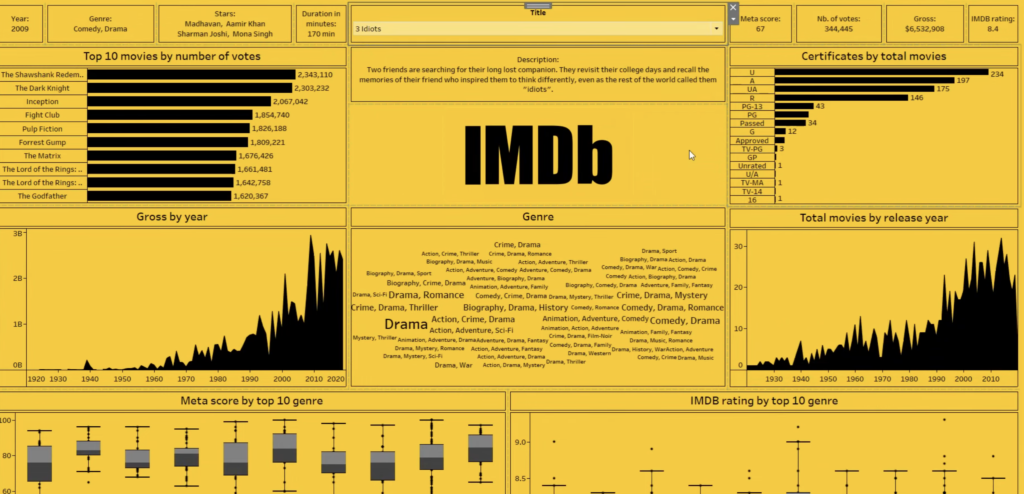 Year:
2009
Genre:
Comedy, Drama
Stars:
Madhavan, Aamir Khan
Sharman Joshi, Mona Singh
Duration in
minutes:
170 min
Title
3 Idiots
Meta score:
67
Nb. of votes:
344,445
Gross:
$6,532,908
IMDB rating:
8.4
Top 10 movies by number of votes
The Shawshank Redem..
2,343,110
The Dark Knight
2,303,232
Inception
2,067,042
Fight Club
1,854,740
Pulp Fiction
1,826,188
Forrest Gump
1,809,221
The Matrix
1,676,426
The Lord of the Rings: ..
1,661,481
The Lord of the Rings: ..
1,642,758
The Godfather
1,620,367
Description:
Two friends are searching for their long lost companion. They revisit their college days and recall the
memories of their friend who inspired them to think differently, even as the rest of the world called them
"idiots".
IMDb
Certificates by total movies
U
234
A
197
UA
175
R
146
PG-13
43
PG
Passed
34
G
12
Approved
TV-PG
3
GP
Unrated
1
U/A
TV-MA
1
TV-14
16
1
Gross by year
3B
2B
1B
0B
1920 1930 1940 1950 1960 1970 1980 1990 2000 2010 2020
Genre
Crime, Drama
Action, Crime, Thriller
Crime, Drama, Romance
Drama, Sport
Biography, Drama, Music
Action, Adventure, Thriller
Biography, Drama
Action, Drama
Action, Adventure, Comedy
Adventure, Comedy, Drama
Comedy, Drama, War
Action, Comedy, Crime
Biography, Drama, Sport
Adventure, Biography, Drama
Comedy
Action, Biography, Drama
Biography, Crime, Drama
Animation, Adventure, Family
Biography, Comedy, Drama
Adventure, Family, Fantasy
Drama, Sci-Fi
Drama, Romance
Comedy, Crime, Drama
Drama, Mystery, Thriller
Crime, Drama, Mystery
Crime, Drama, Thriller
Biography, Drama, History
Comedy, Romance
Comedy, Drama, Romance
Drama
Action, Crime, Drama
Animation, Adventure, Comedy
Comedy, Drama
Action, Adventure, Sci-Fi
Animation, Action, Adventure
Animation, Family, Fantasy
Mystery, Thriller
Animation, Adventure, Drama
Adventure, Drama, Fantasy
Crime, Drama, Film-Noir
Drama, Music, Romance
Drama, Mystery, Romance
Action, Adventure, Fantasy
Comedy, Drama, Family
Drama, History, War
Action, Adventure
Drama, Mystery, Sci-Fi
Action, Adventure, Drama
Drama, Western
Comedy, Crime
Drama, Music
Drama, War
Action, Drama, Mystery
Drama, Thriller
Total movies by release year
30
20
10
0
1930 1940 1950 1960 1970 1980 1990 2000 2010
Meta score by top 10 genre
100
80
60
IMDB rating by top 10 genre
9.0
8.5